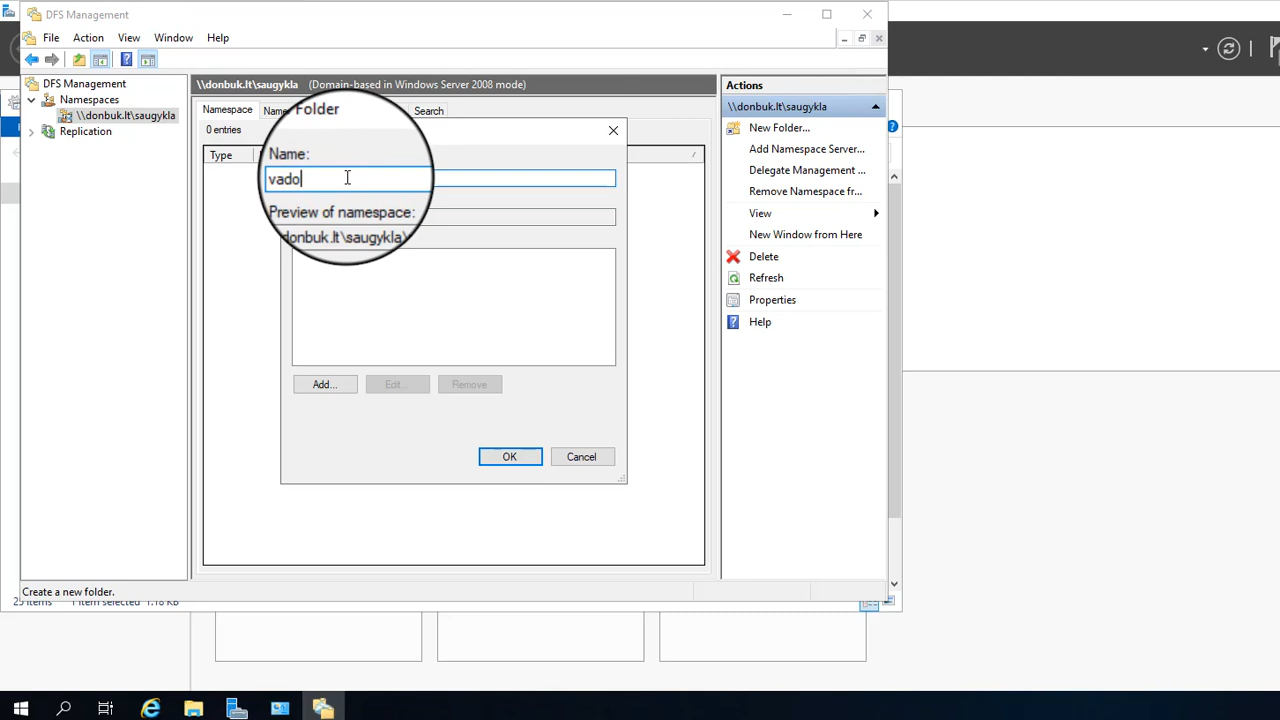 DFS Management
File Action View Help
DFS Management
Namespaces
\\donbuk.lt\saugykla
Replication
\\donbuk.lt\saugykla (Domain-based in Windows Server 2008 mode)
Namespace
Search
0 entries
Type
Folder
Name:
vado
Preview of namespace:
donbuk.lt\saugykla\
Add...
Edit...
Remove
OK
Cancel
Actions
\\donbuk.lt\saugykla
New Folder...
Add Namespace Server...
Delegate Management ...
Remove Namespace fr...
View
New Window from Here
Delete
Refresh
Properties
Help
Create a new folder.
25 items 1 item selected 1.18 KB